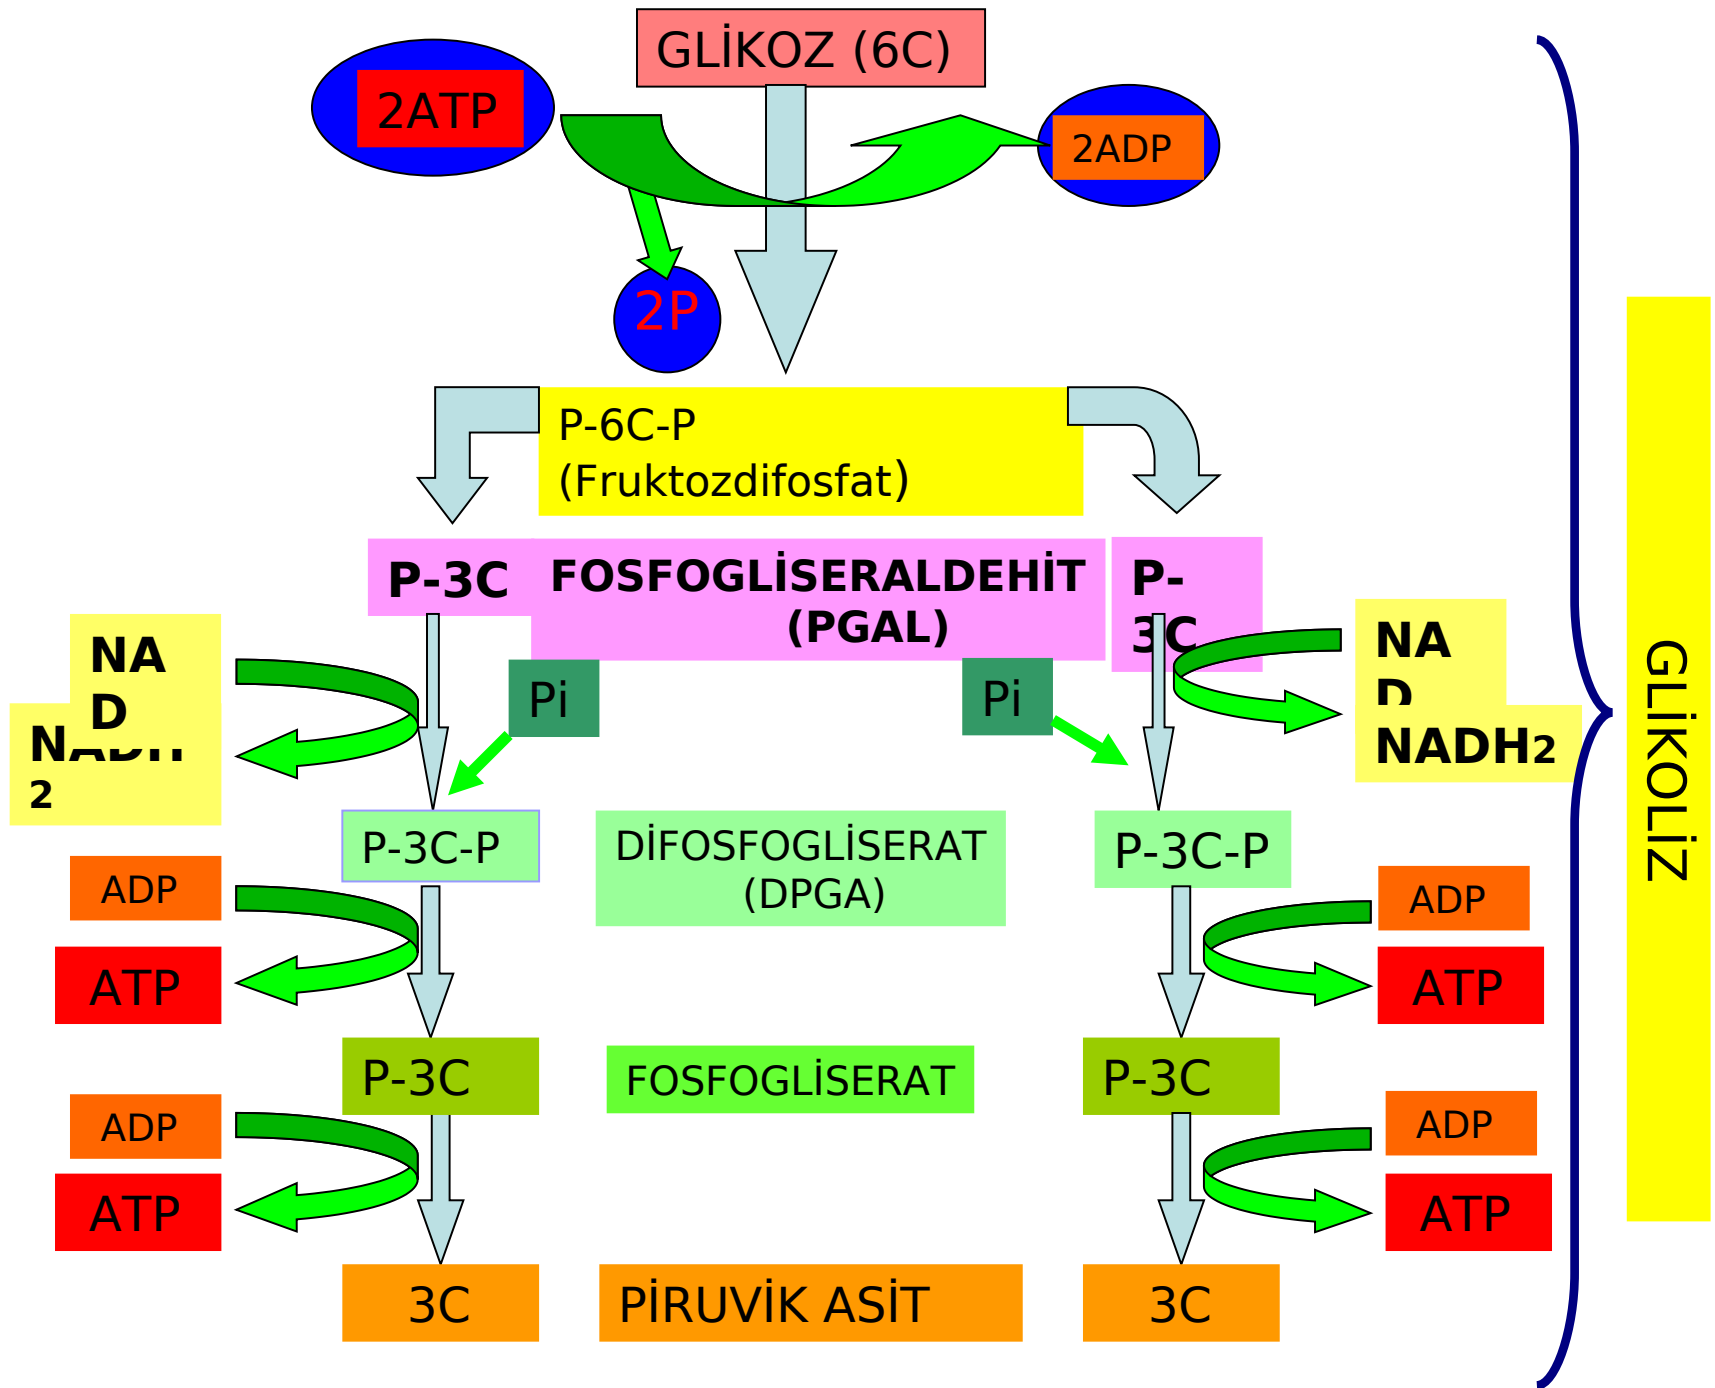 GLİKOZ (6C)
2ATP
2ADP
2P
P-6C-P
(Fruktozdifosfat)
P-3C
FOSFOGLİSERALDEHİT
(PGAL)
P-
3C
NA
D
NADH
2
Pi
Pi
NA
D
NADH2
P-3C-P
DİFOSFOGLİSERAT
(DPGA)
P-3C-P
ADP
ATP
ADP
ATP
P-3C
FOSFOGLİSERAT
P-3C
ADP
ATP
ADP
ATP
3C
PİRUVİK ASİT
3C
GLİKOLİZ